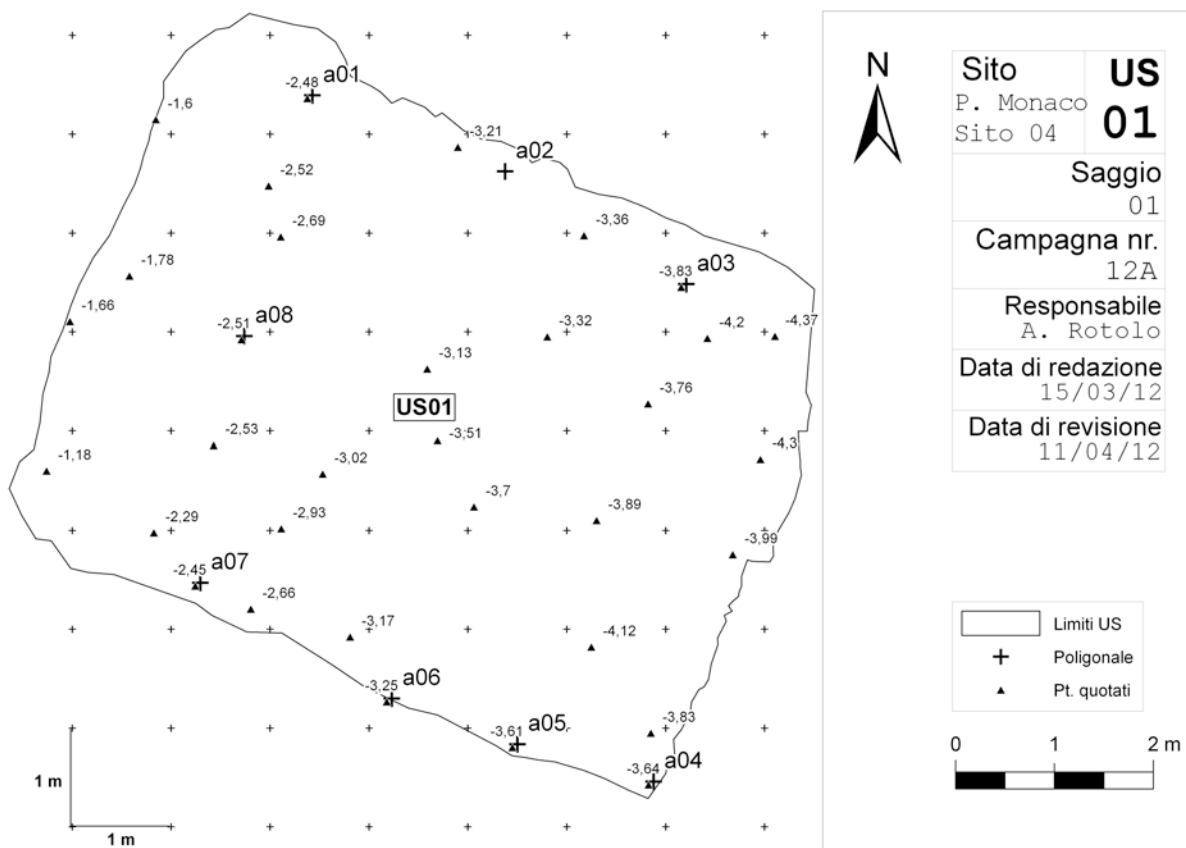 -2,48
a01
-1,6
-3,21
a02
-2,52
-2,69
-3,36
-1,78
-3,83
a03
-1,66
-2,51
a08
-3,32
-4,2
-4,37
-3,13
US01
-3,76
-2,53
-3,51
-4,3
-1,18
-3,02
-3,7
-2,29
-2,93
-3,89
-3,99
-2,45
a07
-2,66
-3,17
-4,12
-3,25
a06
-3,61
a05
-3,83
-3,64
a04
1 m
1 m
N
Sito
P. Monaco
Sito 04
US
01
Saggio
01
Campagna nr.
12A
Responsabile
A. Rotolo
Data di redazione
15/03/12
Data di revisione
11/04/12
Limiti US
Poligonale
Pt. quotati
0 1 2 m